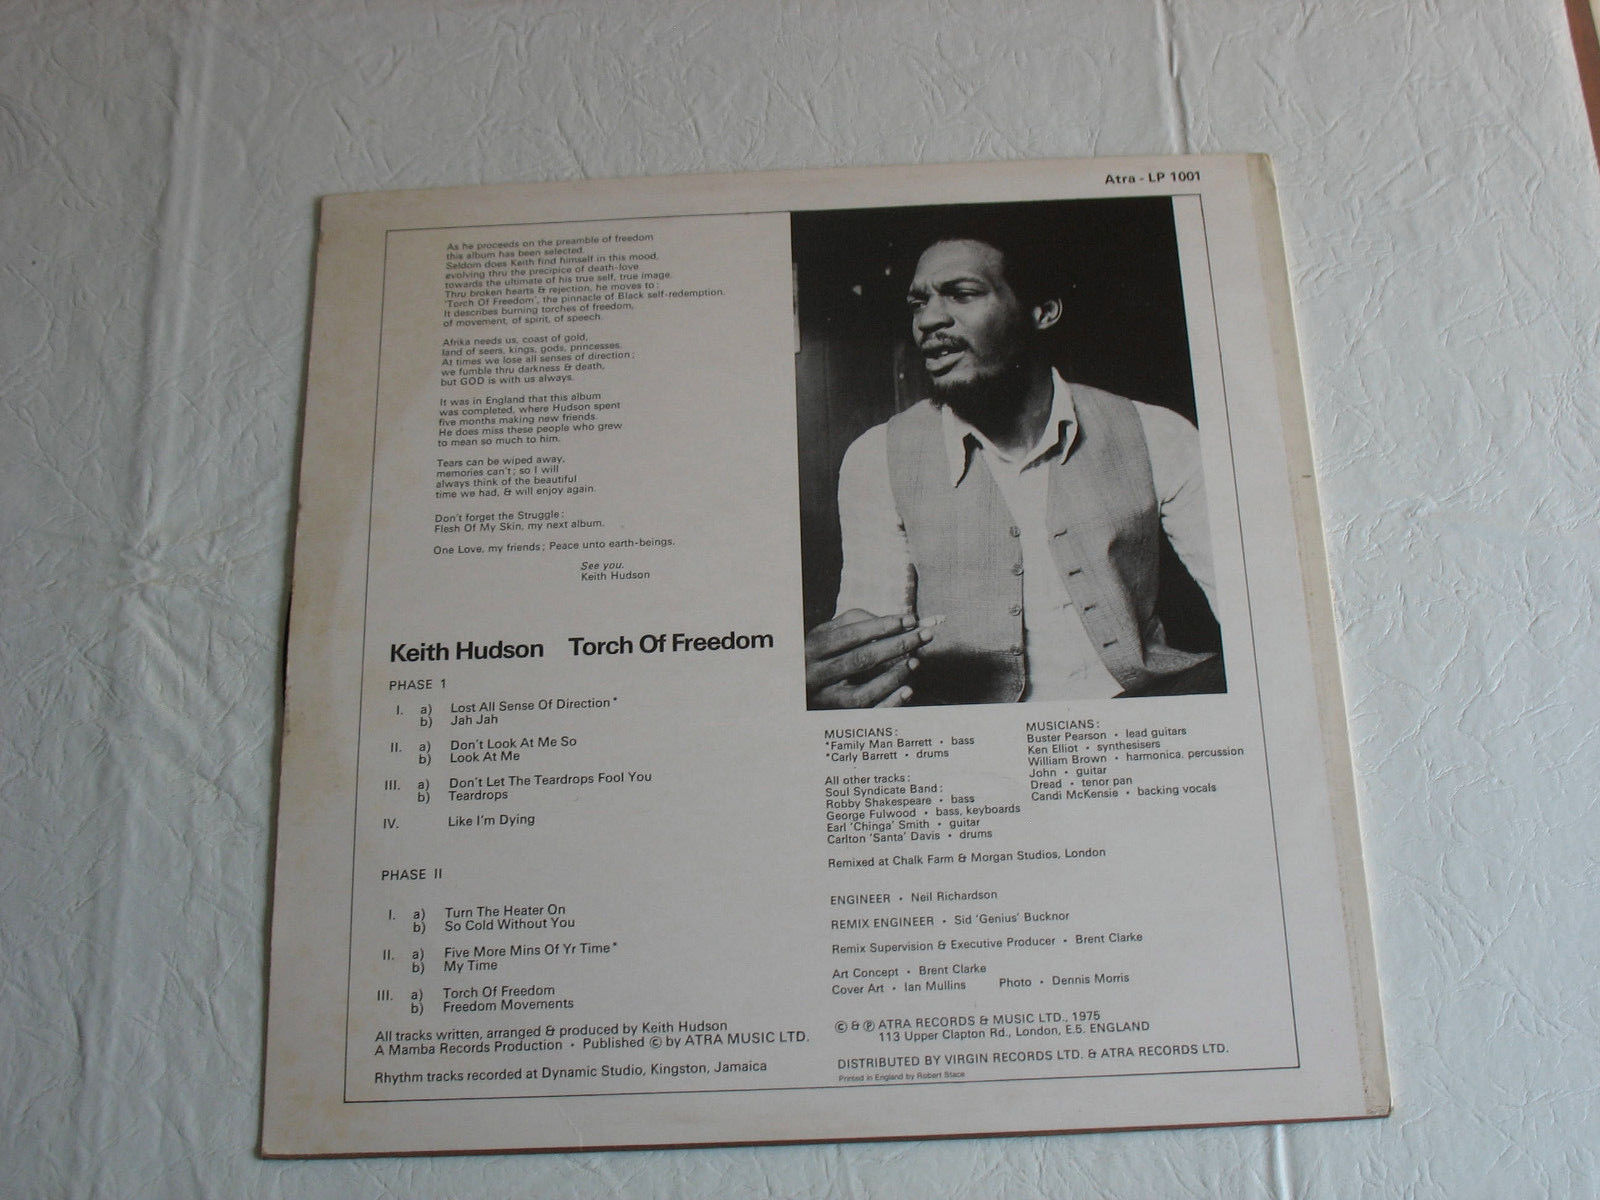 Atra - LP 1001
As he proceeds on the preamble of freedom
this album has been selected.
Seldom does Keith find himself in this mood,
evolving thru the precipice of death-love
towards the ultimate of his true self, true image.
Thru broken hearts & rejection, he moves to:
'Torch Of Freedom', the pinnacle of Black self-redemption.
It describes burning torches of freedom,
of movement, of spirit, of speech.
Afrika needs us, coast of gold,
land of seers, kings, gods, princesses.
At times we lose all senses of direction;
we fumble thru darkness & death,
but GOD is with us always.
It was in England that this album
was completed, where Hudson spent
five months making new friends.
He does miss these people who grew
to mean so much to him.
Tears can be wiped away,
memories can't; so I will
always think of the beautiful
time we had, & will enjoy again.
Don't forget the Struggle:
Flesh Of My Skin, my next album.
One Love, my friends; Peace unto earth-beings.
See you.
Keith Hudson
Keith Hudson Torch Of Freedom
PHASE 1
I. a) Lost All Sense Of Direction*
b) Jah Jah
II. a) Don't Look At Me So
b) Look At Me
III. a) Don't Let The Teardrops Fool You
b) Teardrops
IV. Like I'm Dying
PHASE II
I. a) Turn The Heater On
b) So Cold Without You
II. a) Five More Mins Of Yr Time*
b) My Time
III. a) Torch Of Freedom
b) Freedom Movements
All tracks written, arranged & produced by Keith Hudson
A Mamba Records Production • Published © by ATRA MUSIC LTD.
Rhythm tracks recorded at Dynamic Studio, Kingston, Jamaica
MUSICIANS:
*Family Man Barrett • bass
*Carly Barrett • drums
All other tracks:
Soul Syndicate Band:
Robby Shakespeare • bass
George Fulwood • bass, keyboards
Earl 'Chinga' Smith • guitar
Carlton 'Santa' Davis • drums
MUSICIANS:
Buster Pearson • lead guitars
Ken Elliot • synthesisers
William Brown • harmonica, percussion
John • guitar
Dread • tenor pan
Candi McKensie • backing vocals
Remixed at Chalk Farm & Morgan Studios, London
ENGINEER • Neil Richardson
REMIX ENGINEER • Sid 'Genius' Bucknor
Remix Supervision & Executive Producer • Brent Clarke
Art Concept • Brent Clarke
Cover Art • Ian Mullins Photo • Dennis Morris
© & ℗ ATRA RECORDS & MUSIC LTD., 1975
113 Upper Clapton Rd., London, E.5. ENGLAND
DISTRIBUTED BY VIRGIN RECORDS LTD. & ATRA RECORDS LTD.
Printed in England by Robert Stace